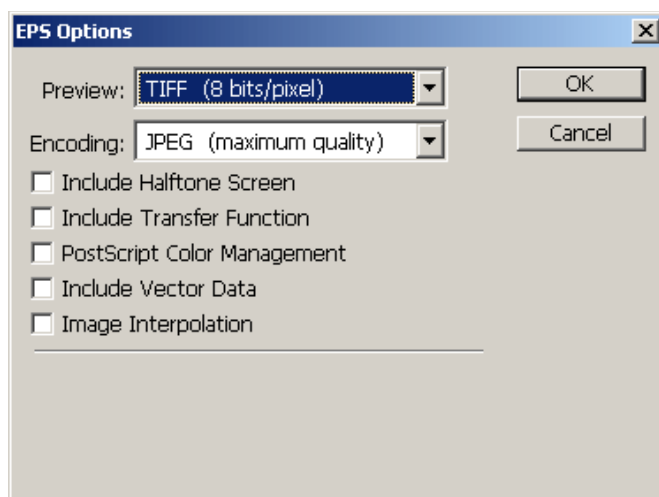 EPS Options
Preview: TIFF (8 bits/pixel) OK
Encoding: JPEG (maximum quality) Cancel
Include Halftone Screen
Include Transfer Function
PostScript Color Management
Include Vector Data
Image Interpolation